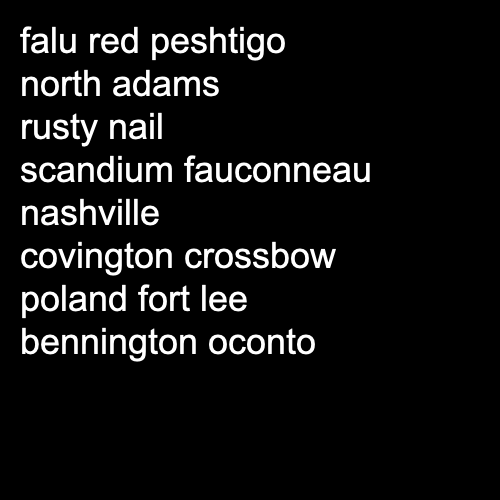 falu red peshtigo
north adams
rusty nail
scandium fauconneau
nashville
covington crossbow
poland fort lee
bennington oconto